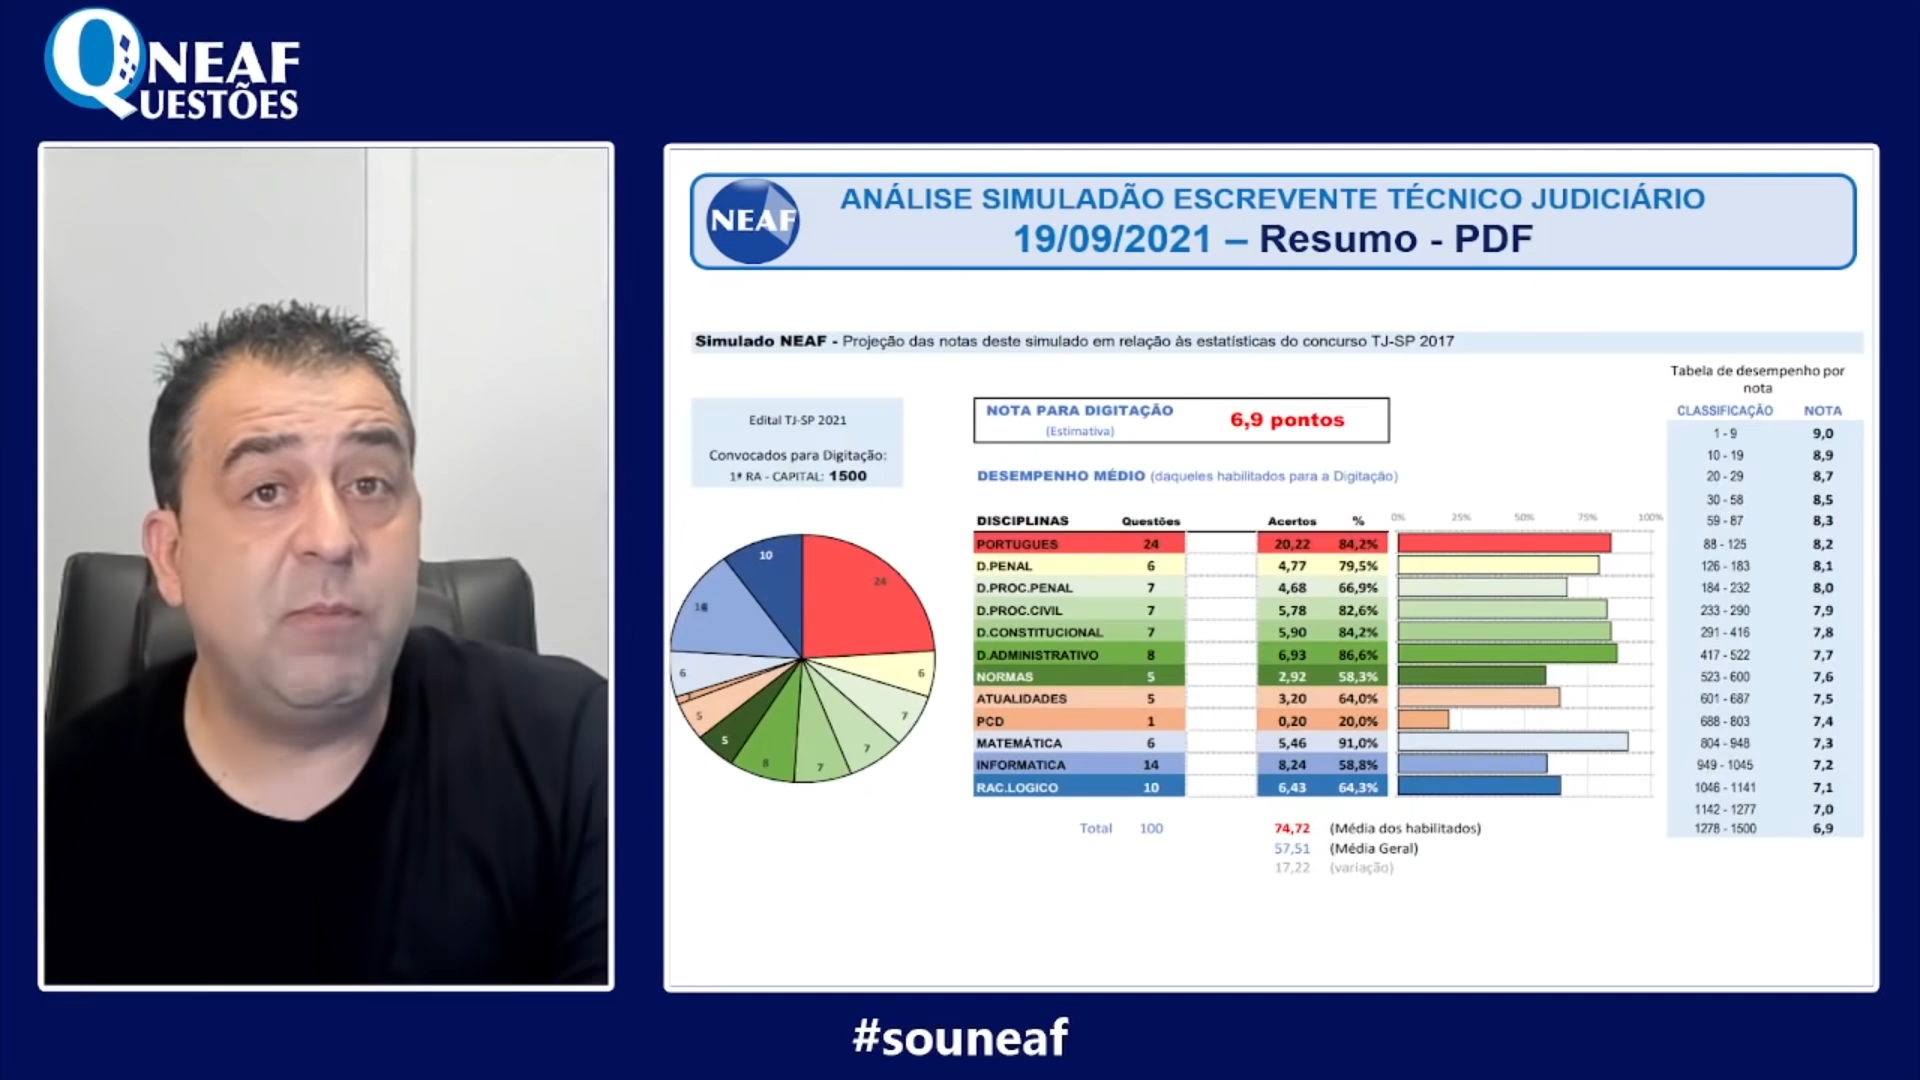 NEAF
QUESTÕES
NEAF
ANÁLISE SIMULADÃO ESCREVENTE TÉCNICO JUDICIÁRIO
19/09/2021 – Resumo - PDF
Simulado NEAF - Projeção das notas deste simulado em relação às estatísticas do concurso TJ-SP 2017
Edital TJ-SP 2021
Convocados para Digitação:
1ª RA - CAPITAL: 1500
NOTA PARA DIGITAÇÃO 6,9 pontos
(Estimativa)
DESEMPENHO MÉDIO (daqueles habilitados para a Digitação)
DISCIPLINAS Questões Acertos % 0% 25% 50% 75% 100%
PORTUGUES 24 20,22 84,2%
D.PENAL 6 4,77 79,5%
D.PROC.PENAL 7 4,68 66,9%
D.PROC.CIVIL 7 5,78 82,6%
D.CONSTITUCIONAL 7 5,90 84,2%
D.ADMINISTRATIVO 8 6,93 86,6%
NORMAS 5 2,92 58,3%
ATUALIDADES 5 3,20 64,0%
PCD 1 0,20 20,0%
MATEMÁTICA 6 5,46 91,0%
INFORMATICA 14 8,24 58,8%
RAC.LOGICO 10 6,43 64,3%
Total 100 74,72 (Média dos habilitados)
57,51 (Média Geral)
17,22 (variação)
10
24
14
6
6
5
7
5
7
8
7
Tabela de desempenho por
nota
CLASSIFICAÇÃO NOTA
1 - 9 9,0
10 - 19 8,9
20 - 29 8,7
30 - 58 8,5
59 - 87 8,3
88 - 125 8,2
126 - 183 8,1
184 - 232 8,0
233 - 290 7,9
291 - 416 7,8
417 - 522 7,7
523 - 600 7,6
601 - 687 7,5
688 - 803 7,4
804 - 948 7,3
949 - 1045 7,2
1046 - 1141 7,1
1142 - 1277 7,0
1278 - 1500 6,9
#souneaf